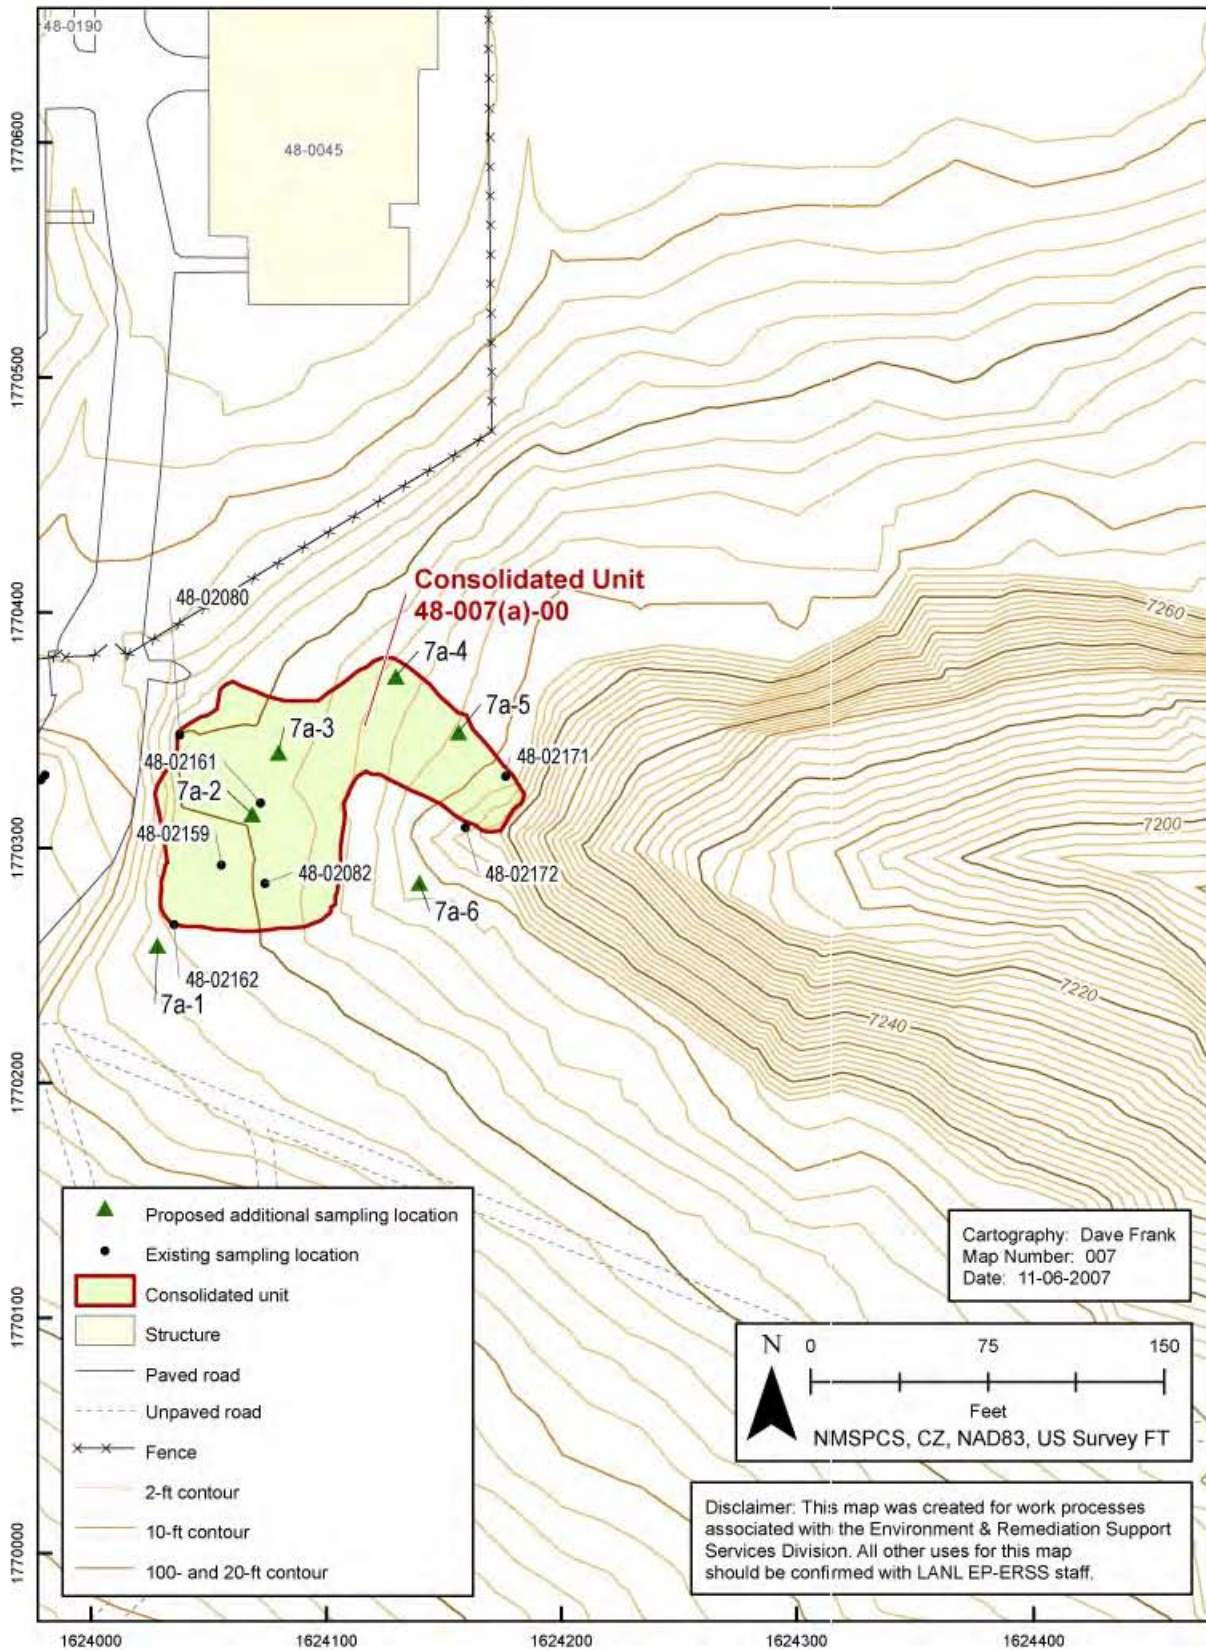 48-0190
48-0045
1770600
1770500
Consolidated Unit
48-007(a)-00
48-02080
1770400
7260
7a-4
7a-5
7a-3
48-02171
48-02161
7a-2
48-02159
7200
1770300
48-02082
48-02172
7a-6
48-02162
7a-1
7220
7240
1770200
Proposed additional sampling location
Existing sampling location
Consolidated unit
Structure
Paved road
Unpaved road
Fence
2-ft contour
10-ft contour
100- and 20-ft contour
Cartography: Dave Frank
Map Number: 007
Date: 11-06-2007
1770100
N 0 75 150
Feet
NMSPCS, CZ, NAD83, US Survey FT
Disclaimer: This map was created for work processes
associated with the Environment & Remediation Support
Services Division. All other uses for this map
should be confirmed with LANL EP-ERSS staff.
1770000
1624000 1624100 1624200 1624300 1624400